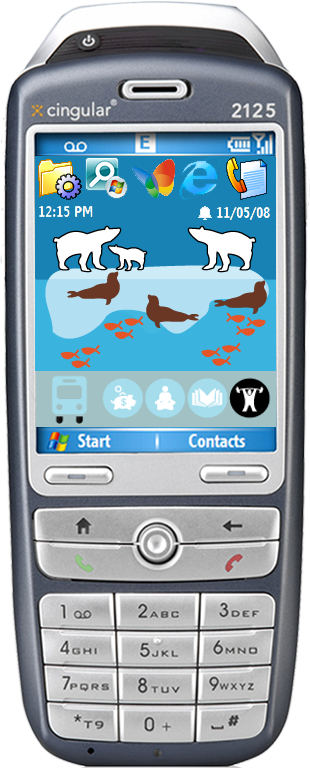 cingular®
2125
E
12:15 PM
11/05/08
$
Start
Contacts
1
2ABC
3DEF
4GHI
5JKL
6MNO
7PQRS
8TUV
9WXYZ
*T9
0 +
#